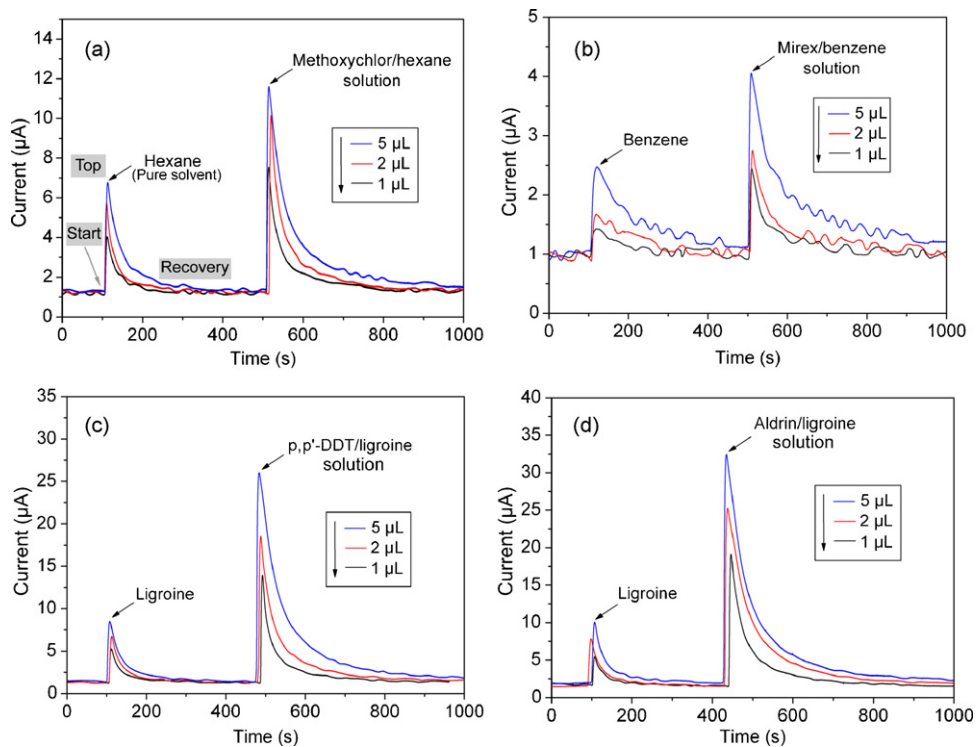 (a)
14
12
10
8
6
4
2
0
Current (µA)
Methoxychlor/hexane
solution
Top
Hexane
(Pure solvent)
5 µL
2 µL
1 µL
Start
Recovery
0
200
400
600
800
1000
Time (s)
(b)
5
4
3
2
1
0
Current (µA)
Mirex/benzene
solution
Benzene
5 µL
2 µL
1 µL
0
200
400
600
800
1000
Time (s)
(c)
35
30
25
20
15
10
5
0
Current (µA)
p,p'-DDT/ligroine
solution
5 µL
2 µL
1 µL
Ligroine
0
200
400
600
800
1000
Time (s)
(d)
40
35
30
25
20
15
10
5
0
Current (µA)
Aldrin/ligroine
solution
5 µL
2 µL
1 µL
Ligroine
0
200
400
600
800
1000
Time (s)